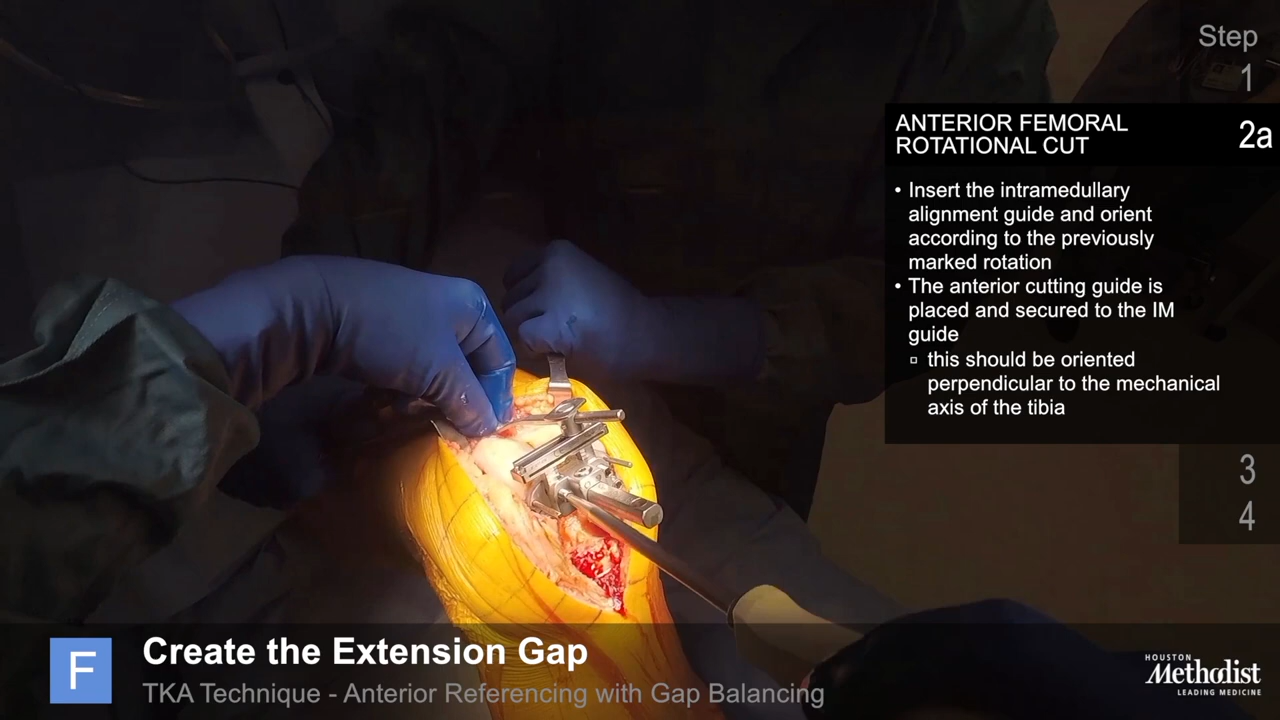 Step
1
ANTERIOR FEMORAL
ROTATIONAL CUT
2a
• Insert the intramedullary
alignment guide and orient
according to the previously
marked rotation
• The anterior cutting guide is
placed and secured to the IM
guide
▫ this should be oriented
perpendicular to the mechanical
axis of the tibia
3
4
F
Create the Extension Gap
TKA Technique - Anterior Referencing with Gap Balancing
HOUSTON
Methodist
LEADING MEDICINE